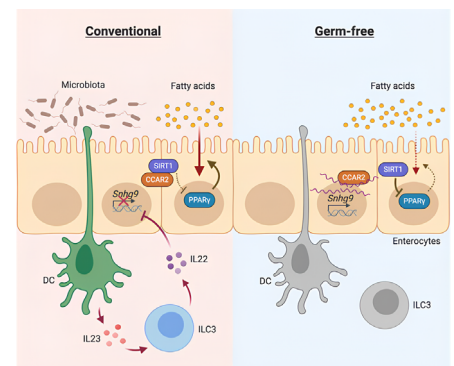 Conventional
Germ-free
Microbiota
Fatty acids
Fatty acids
SIRT1
CCAR2
Snhg9
PPARγ
CCAR2
SIRT1
Snhg9
PPARγ
Enterocytes
DC
IL22
IL23
ILC3
DC
ILC3